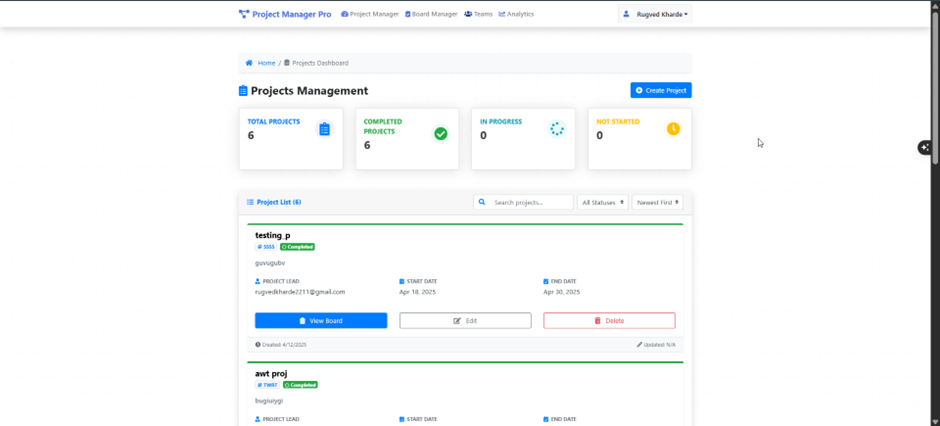 Project Manager Pro Project Manager Board Manager Teams Analytics Rugved Kharde
Home / Projects Dashboard
Projects Management Create Project
TOTAL PROJECTS
6
COMPLETED PROJECTS
6
IN PROGRESS
0
NOT STARTED
0
Project List (6) Search projects... All Statuses Newest First
testing_p
# SSSS Completed
guvugubv
PROJECT LEAD START DATE END DATE
rugvedkharde2211@gmail.com Apr 18, 2025 Apr 30, 2025
View Board Edit Delete
Created: 4/12/2025 Updated: N/A
awt proj
# TWAT Completed
PROJECT LEAD START DATE END DATE